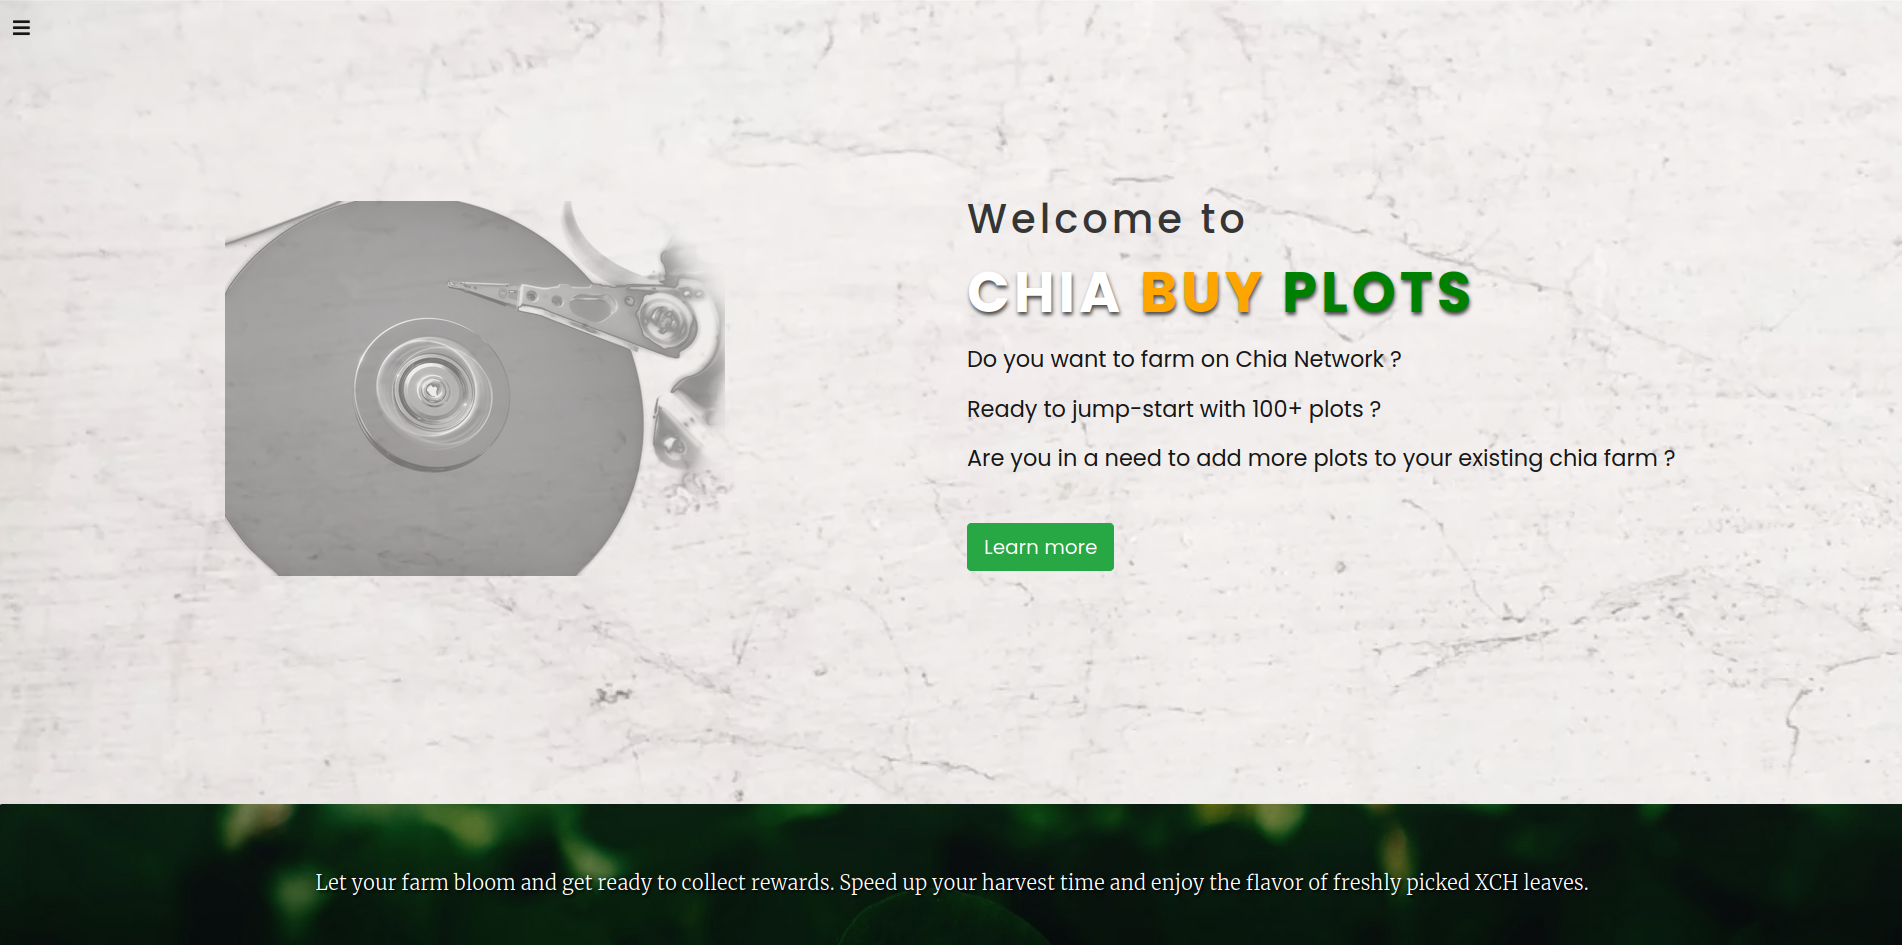 Welcome to
CHIA BUY PLOTS
Do you want to farm on Chia Network ?
Ready to jump-start with 100+ plots ?
Are you in a need to add more plots to your existing chia farm ?
Learn more
Let your farm bloom and get ready to collect rewards. Speed up your harvest time and enjoy the flavor of freshly picked XCH leaves.